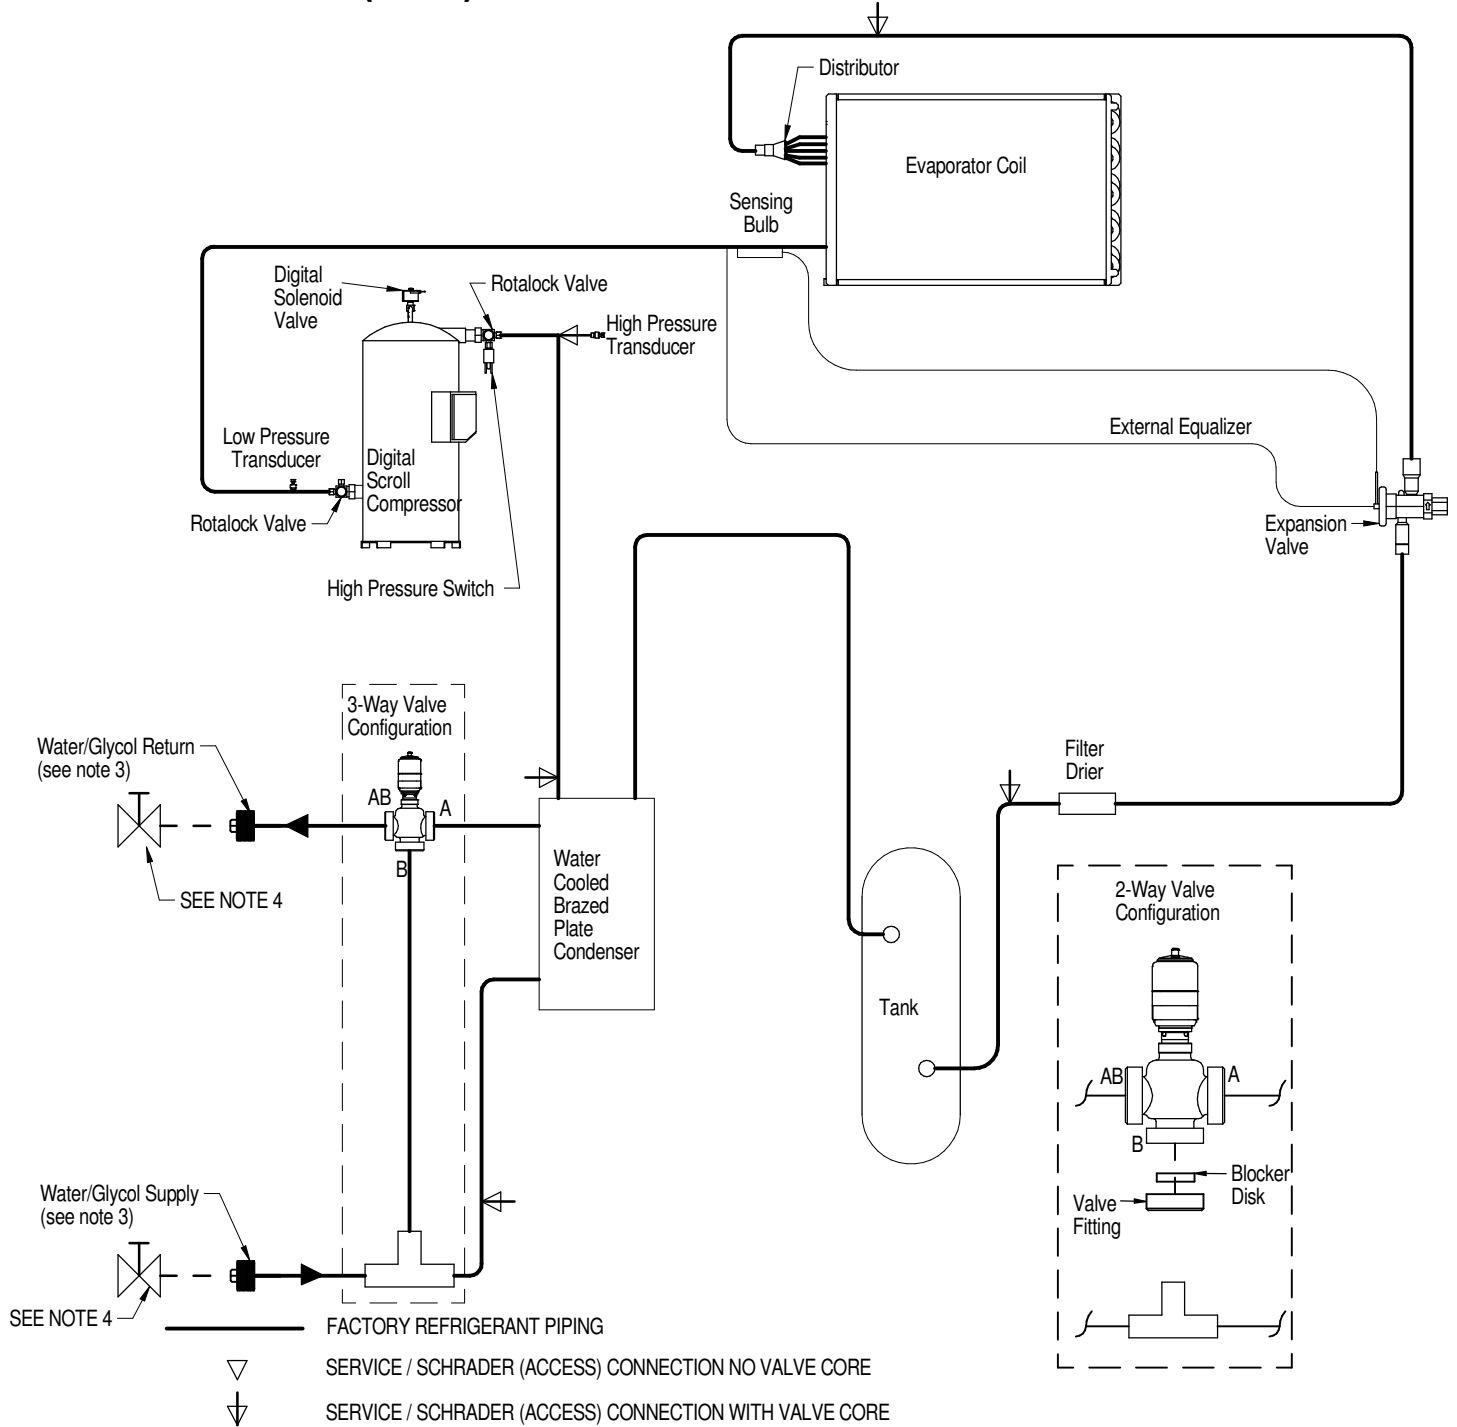 Distributor
Evaporator Coil
Sensing
Bulb
Digital
Solenoid
Valve
Rotalock Valve
High Pressure
Transducer
Low Pressure
Transducer
Digital
Scroll
Compressor
Rotalock Valve
High Pressure Switch
External Equalizer
Expansion
Valve
3-Way Valve
Configuration
Water/Glycol Return
(see note 3)
AB
A
B
SEE NOTE 4
Water
Cooled
Brazed
Plate
Condenser
Filter
Drier
Tank
2-Way Valve
Configuration
AB
A
B
Blocker
Disk
Valve
Fitting
Water/Glycol Supply
(see note 3)
SEE NOTE 4
FACTORY REFRIGERANT PIPING
SERVICE / SCHRADER (ACCESS) CONNECTION NO VALVE CORE
SERVICE / SCHRADER (ACCESS) CONNECTION WITH VALVE CORE